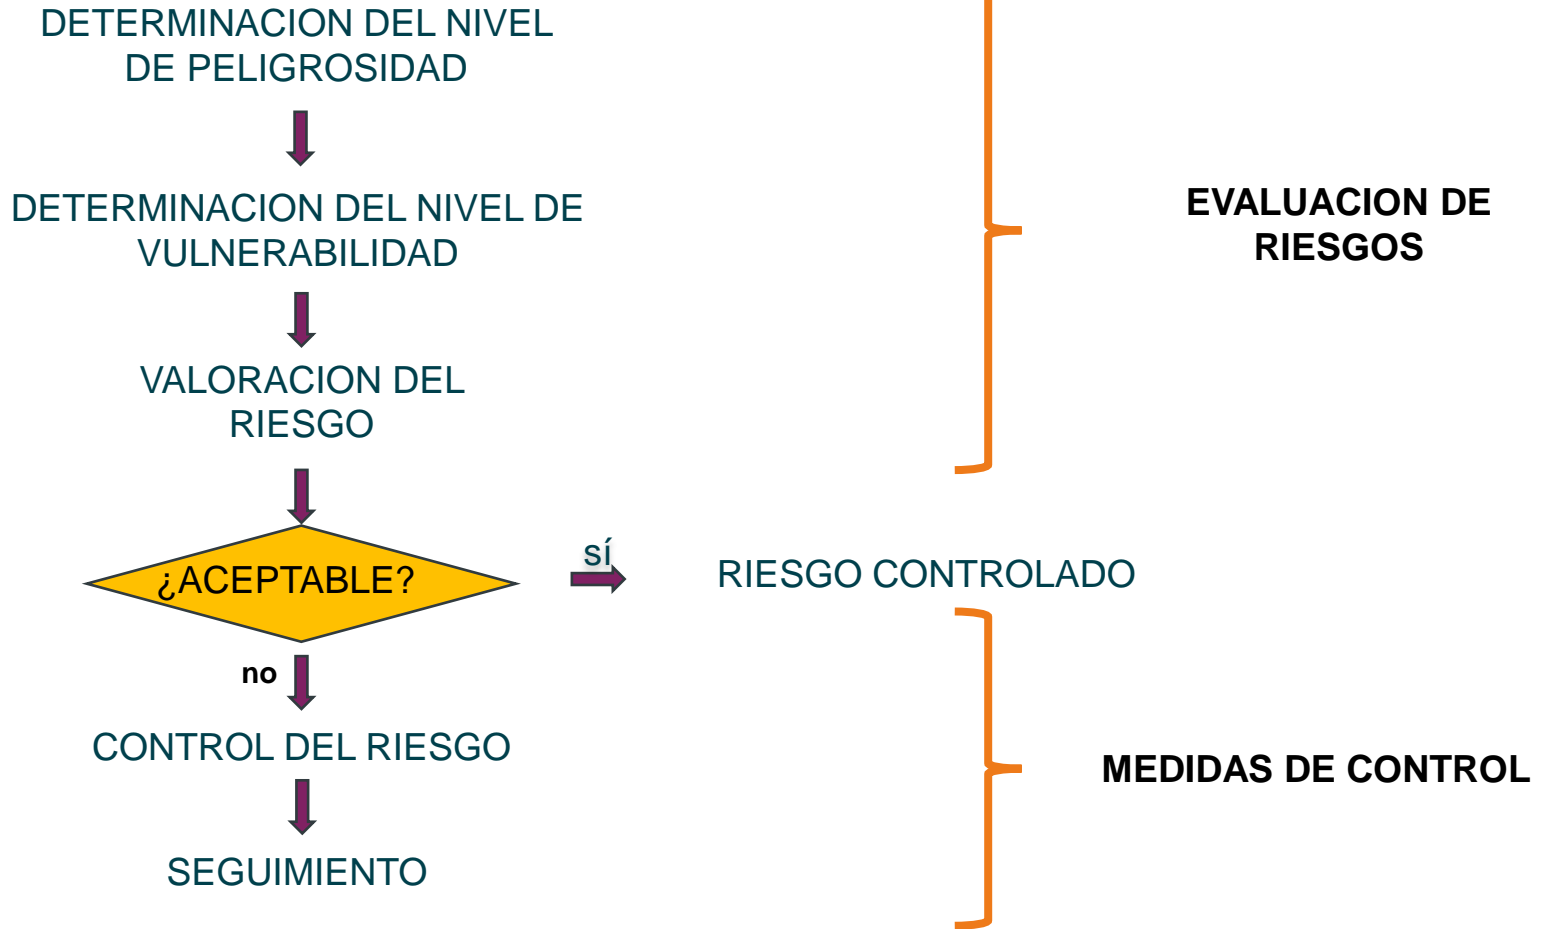 DETERMINACION DEL NIVEL
DE PELIGROSIDAD
DETERMINACION DEL NIVEL DE
VULNERABILIDAD
EVALUACION DE
RIESGOS
VALORACION DEL
RIESGO
¿ACEPTABLE?
sí
RIESGO CONTROLADO
no
CONTROL DEL RIESGO
MEDIDAS DE CONTROL
SEGUIMIENTO